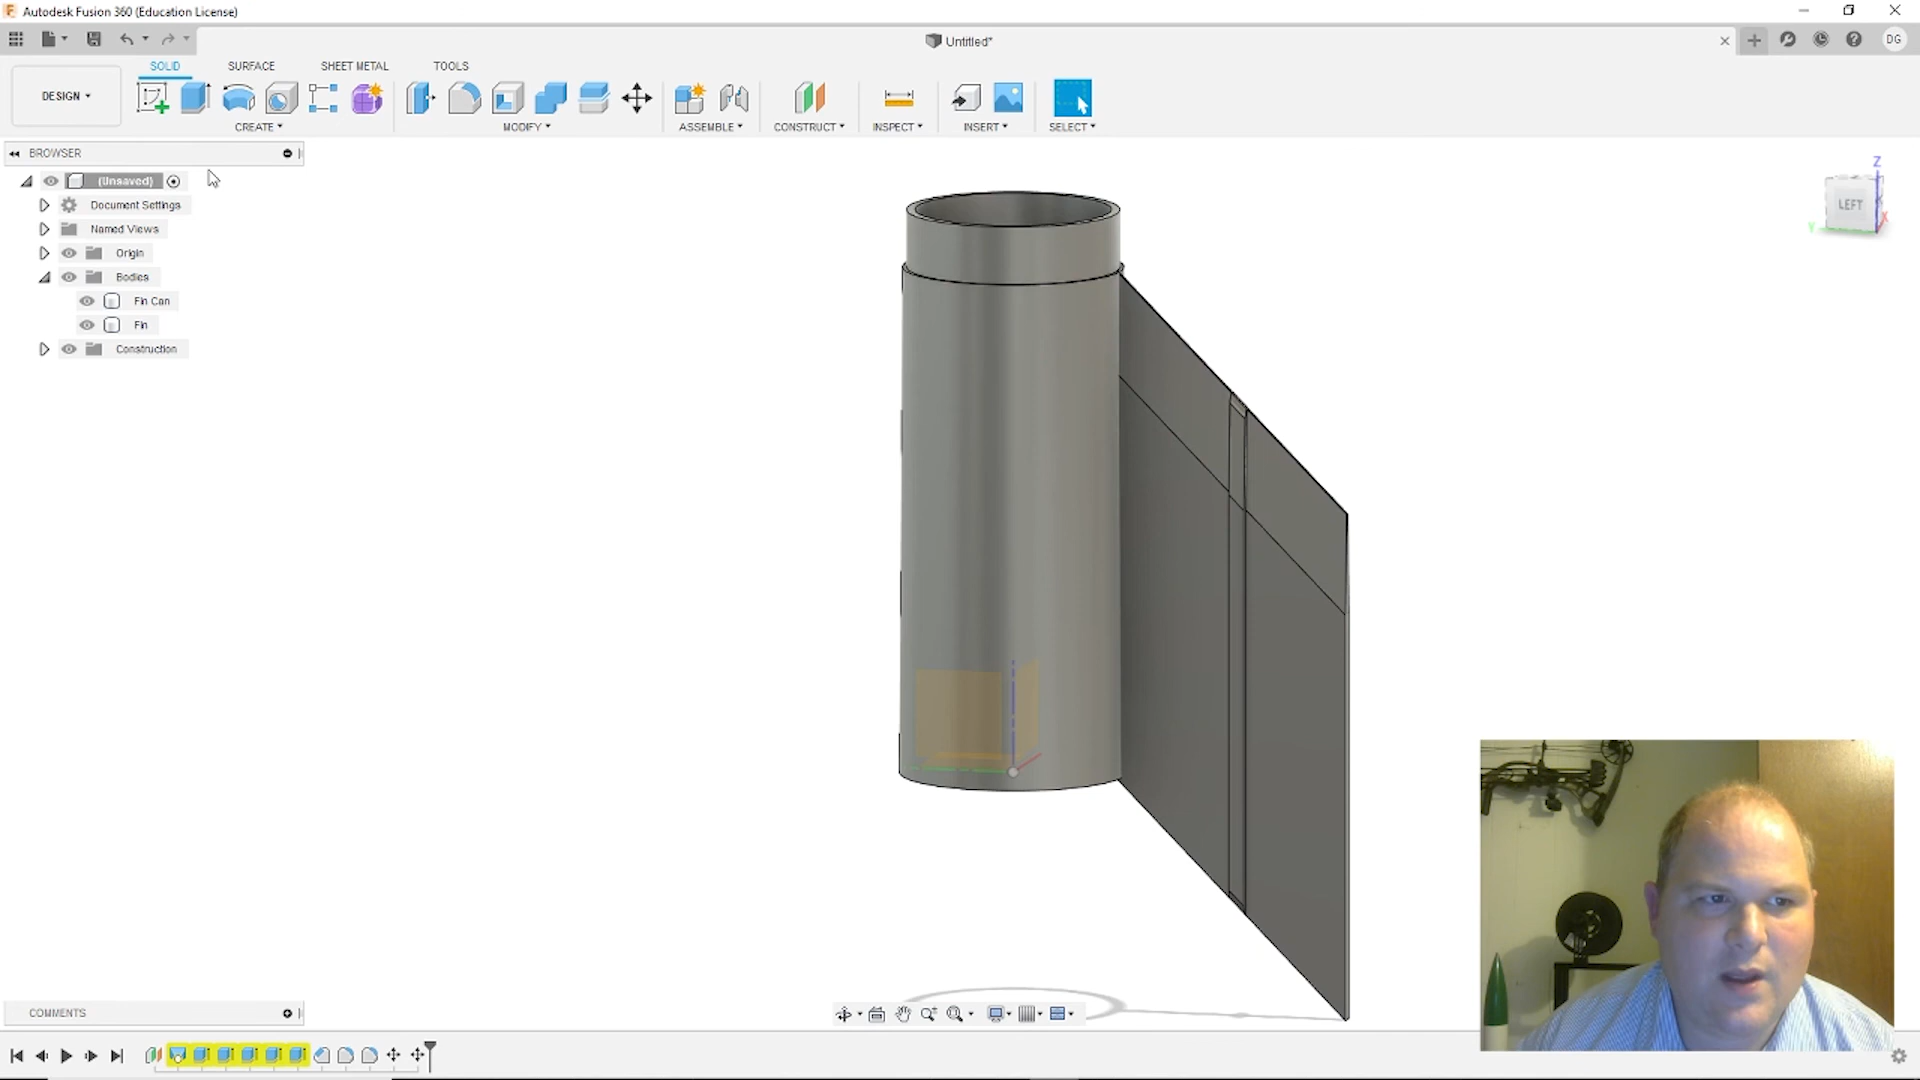 Autodesk Fusion 360 (Education License)
Untitled*
DG
DESIGN
SOLID
SURFACE
SHEET METAL
TOOLS
CREATE
MODIFY
ASSEMBLE
CONSTRUCT
INSPECT
INSERT
SELECT
BROWSER
(Unsaved)
Document Settings
Named Views
Origin
Bodies
Fin Can
Fin
Construction
Z
LEFT
Y
X
COMMENTS